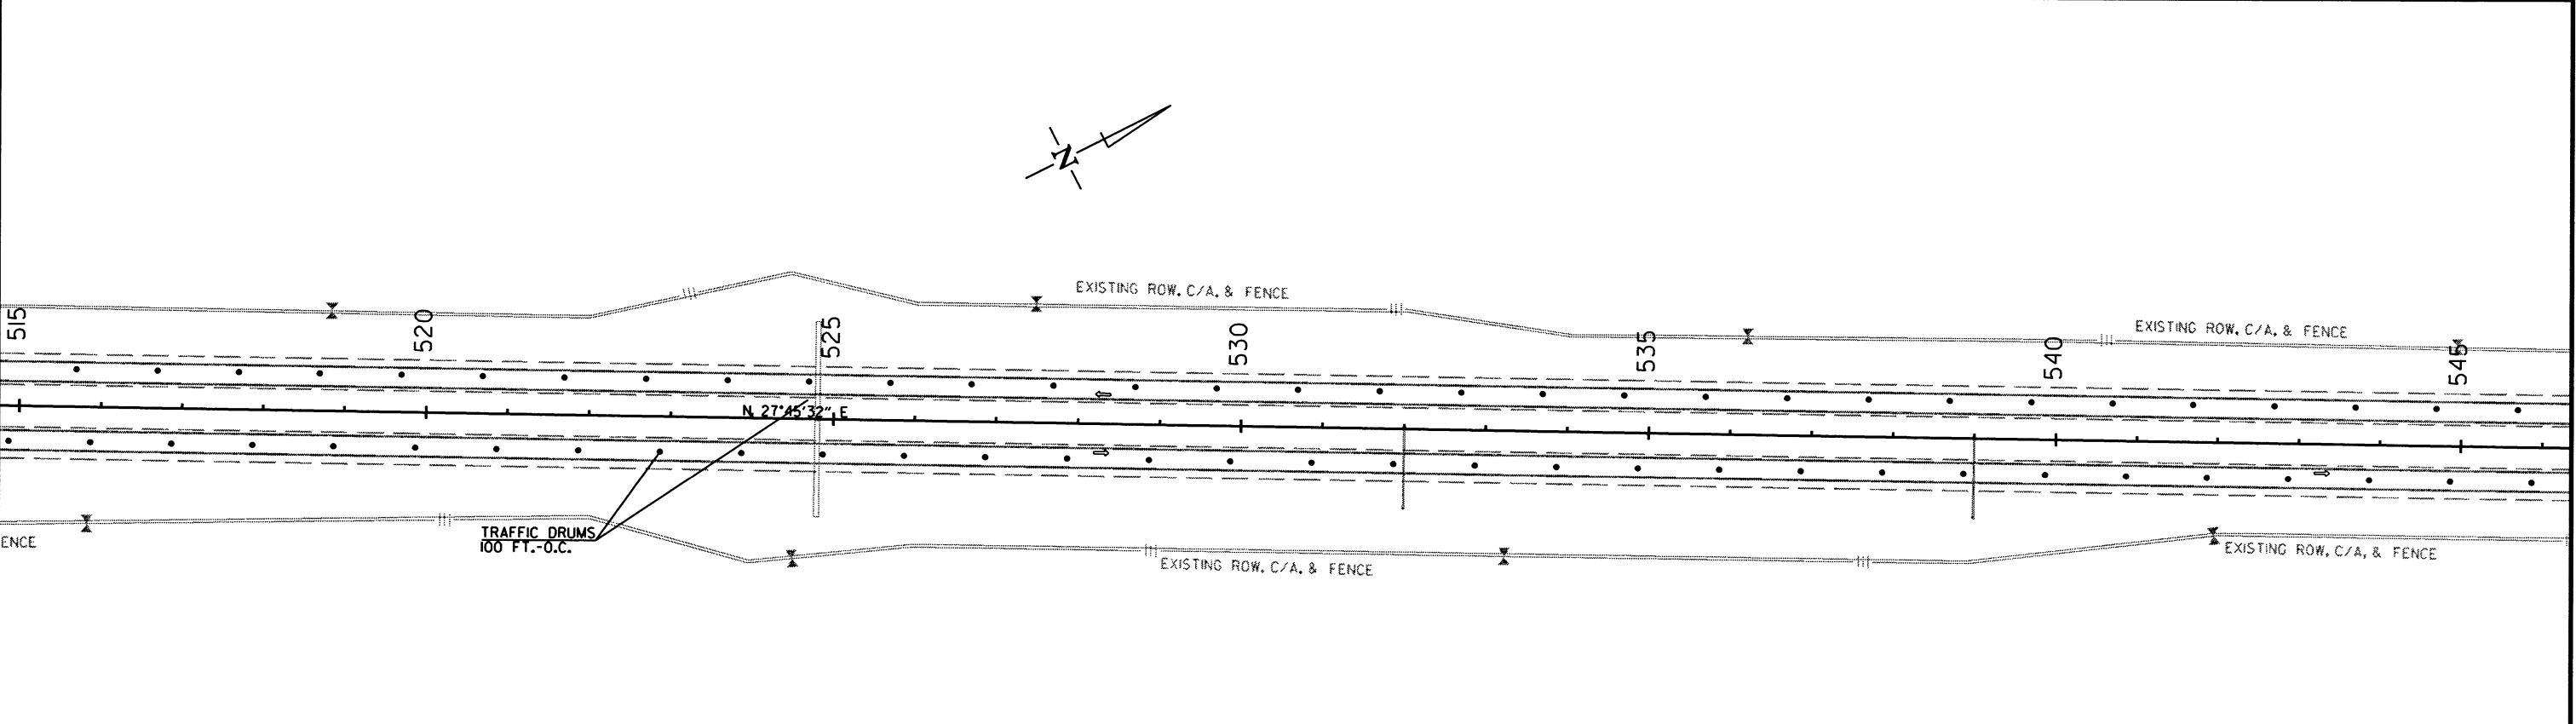 N
EXISTING ROW. C/A. & FENCE
EXISTING ROW. C/A. & FENCE
515
520
525
530
535
540
545
N. 27°45'32" E
TRAFFIC DRUMS
100 FT.-O.C.
ENCE
EXISTING ROW. C/A. & FENCE
EXISTING ROW. C/A. & FENCE